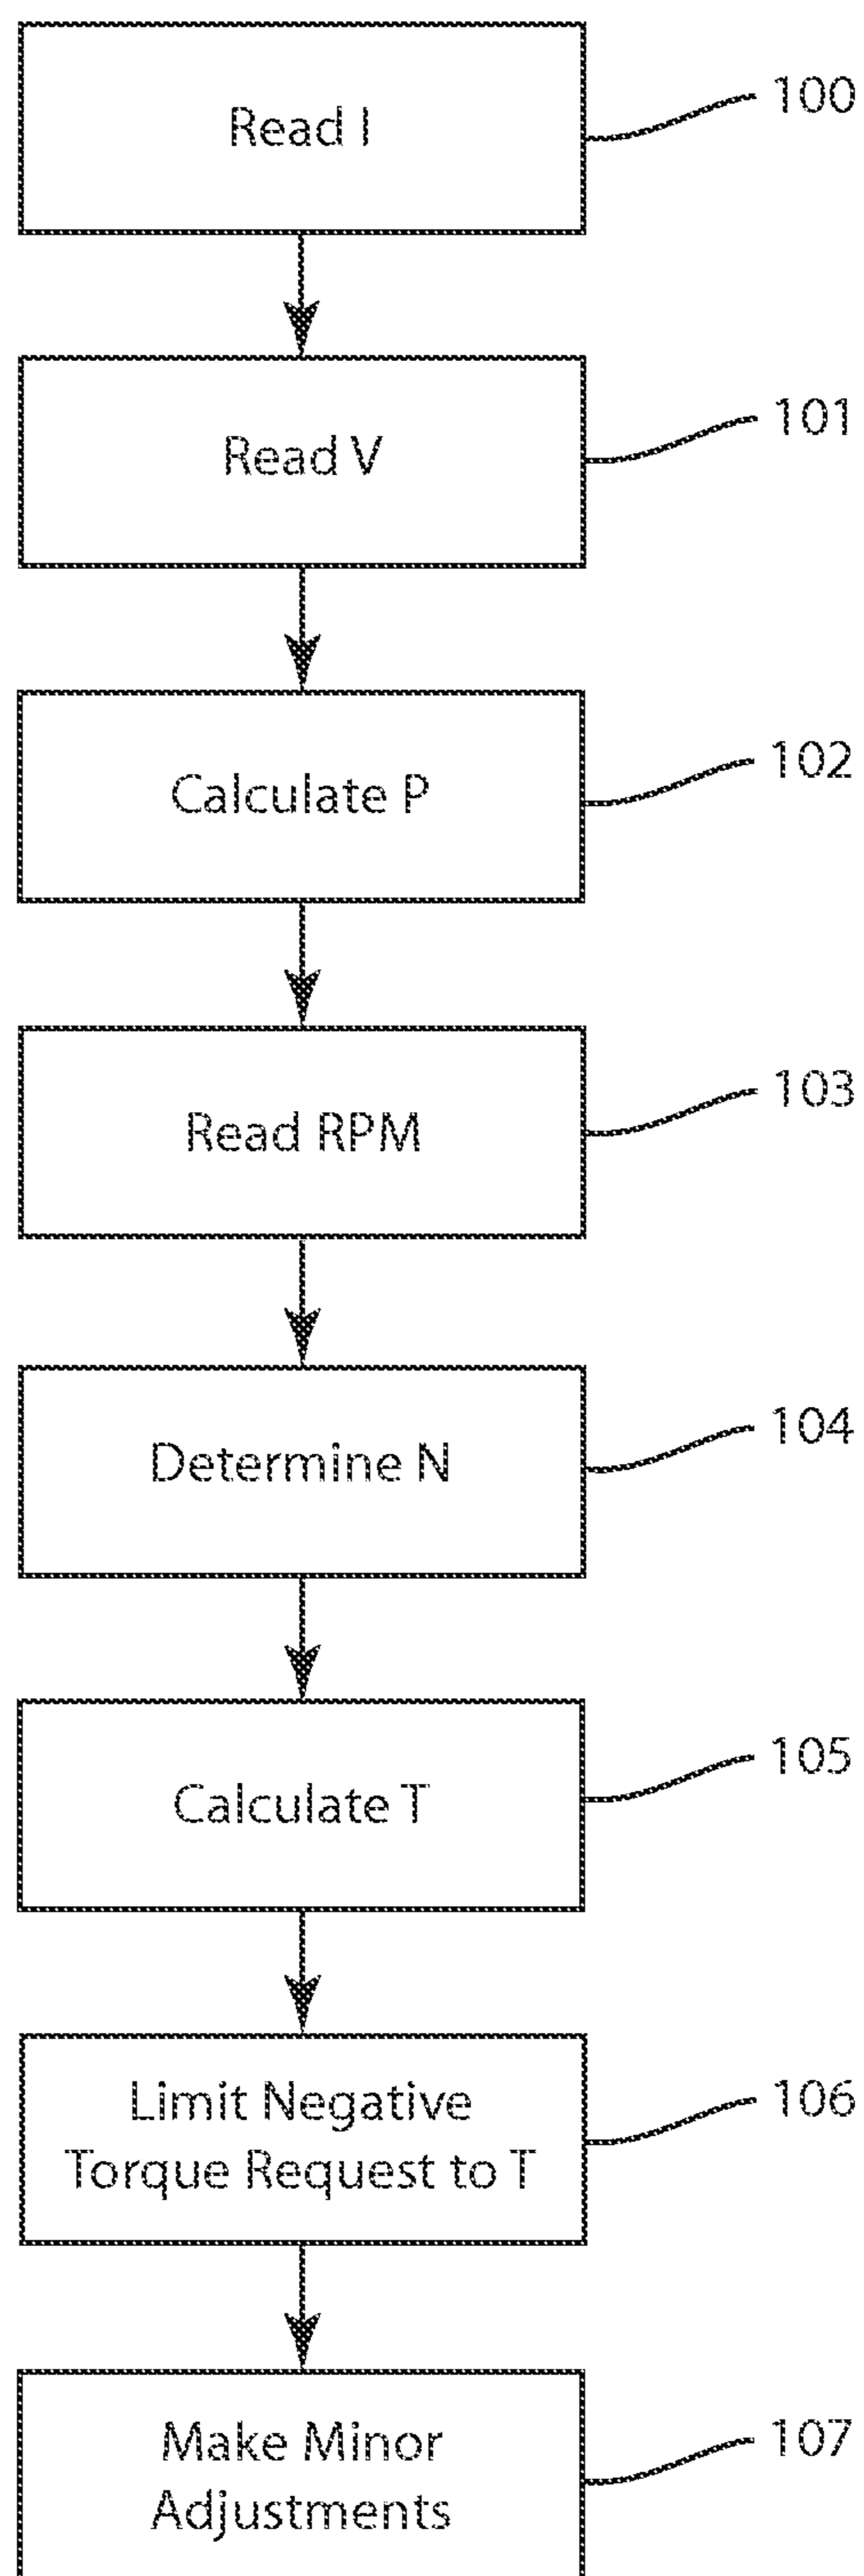 Read I
100
Read V
101
Calculate P
102
Read RPM
103
Determine N
104
Calculate T
105
Limit Negative
Torque Request to T
106
Make Minor
Adjustments
107